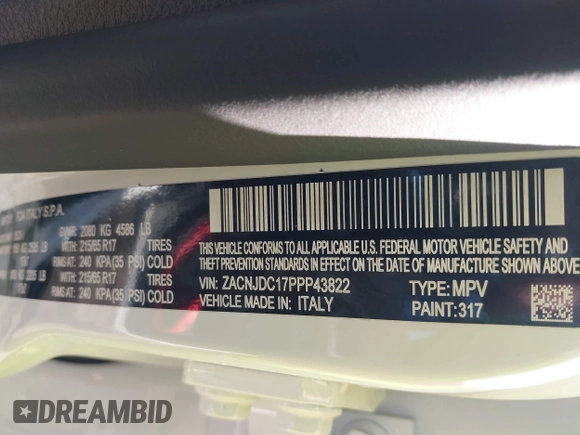 ITALY S.P.A.
GVWR: 2080 KG 4586 LB
WITH: 215/65 R17 TIRES
RIMS AT: 240 KPA(35 PSI) COLD
WITH: 215/65 R17 TIRES
RIMS AT: 240 KPA(35 PSI) COLD
THIS VEHICLE CONFORMS TO ALL APPLICABLE U.S. FEDERAL MOTOR VEHICLE SAFETY AND
THEFT STANDARDS IN EFFECT ON THE DATE OF MANUFACTURE SHOWN ABOVE.
VIN: ZACNJDC17PPP43822 TYPE: MPV
VEHICLE MADE IN: ITALY PAINT:317
DREAMBID